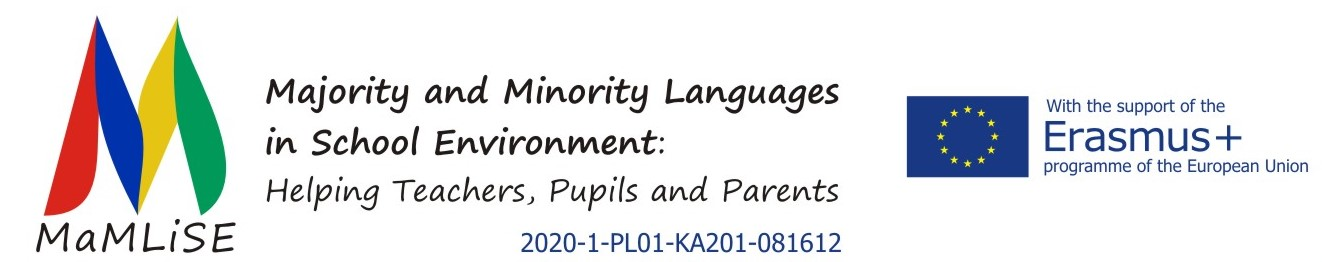 MaMLiSE
Majority and Minority Languages
in School Environment:
Helping Teachers, Pupils and Parents
2020-1-PL01-KA201-081612
With the support of the
Erasmus+
programme of the European Union